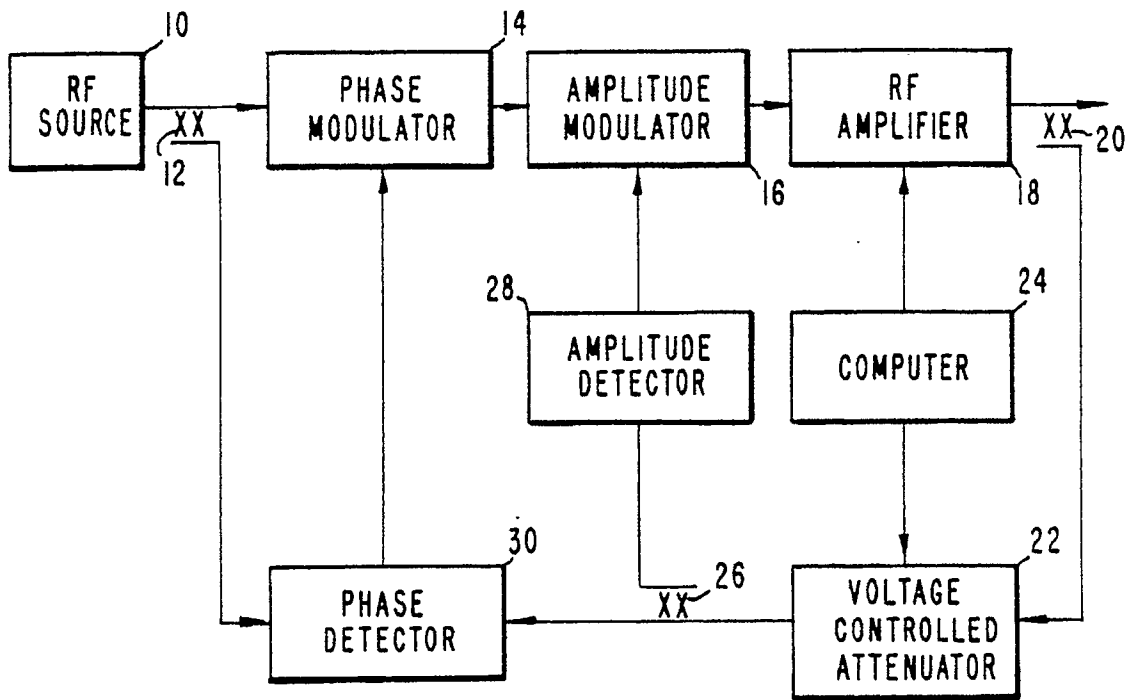 10
14
RF
SOURCE
PHASE
MODULATOR
AMPLITUDE
MODULATOR
RF
AMPLIFIER
XX
12
XX
20
16
18
28
24
AMPLITUDE
DETECTOR
COMPUTER
30
26
22
XX
PHASE
DETECTOR
VOLTAGE
CONTROLLED
ATTENUATOR